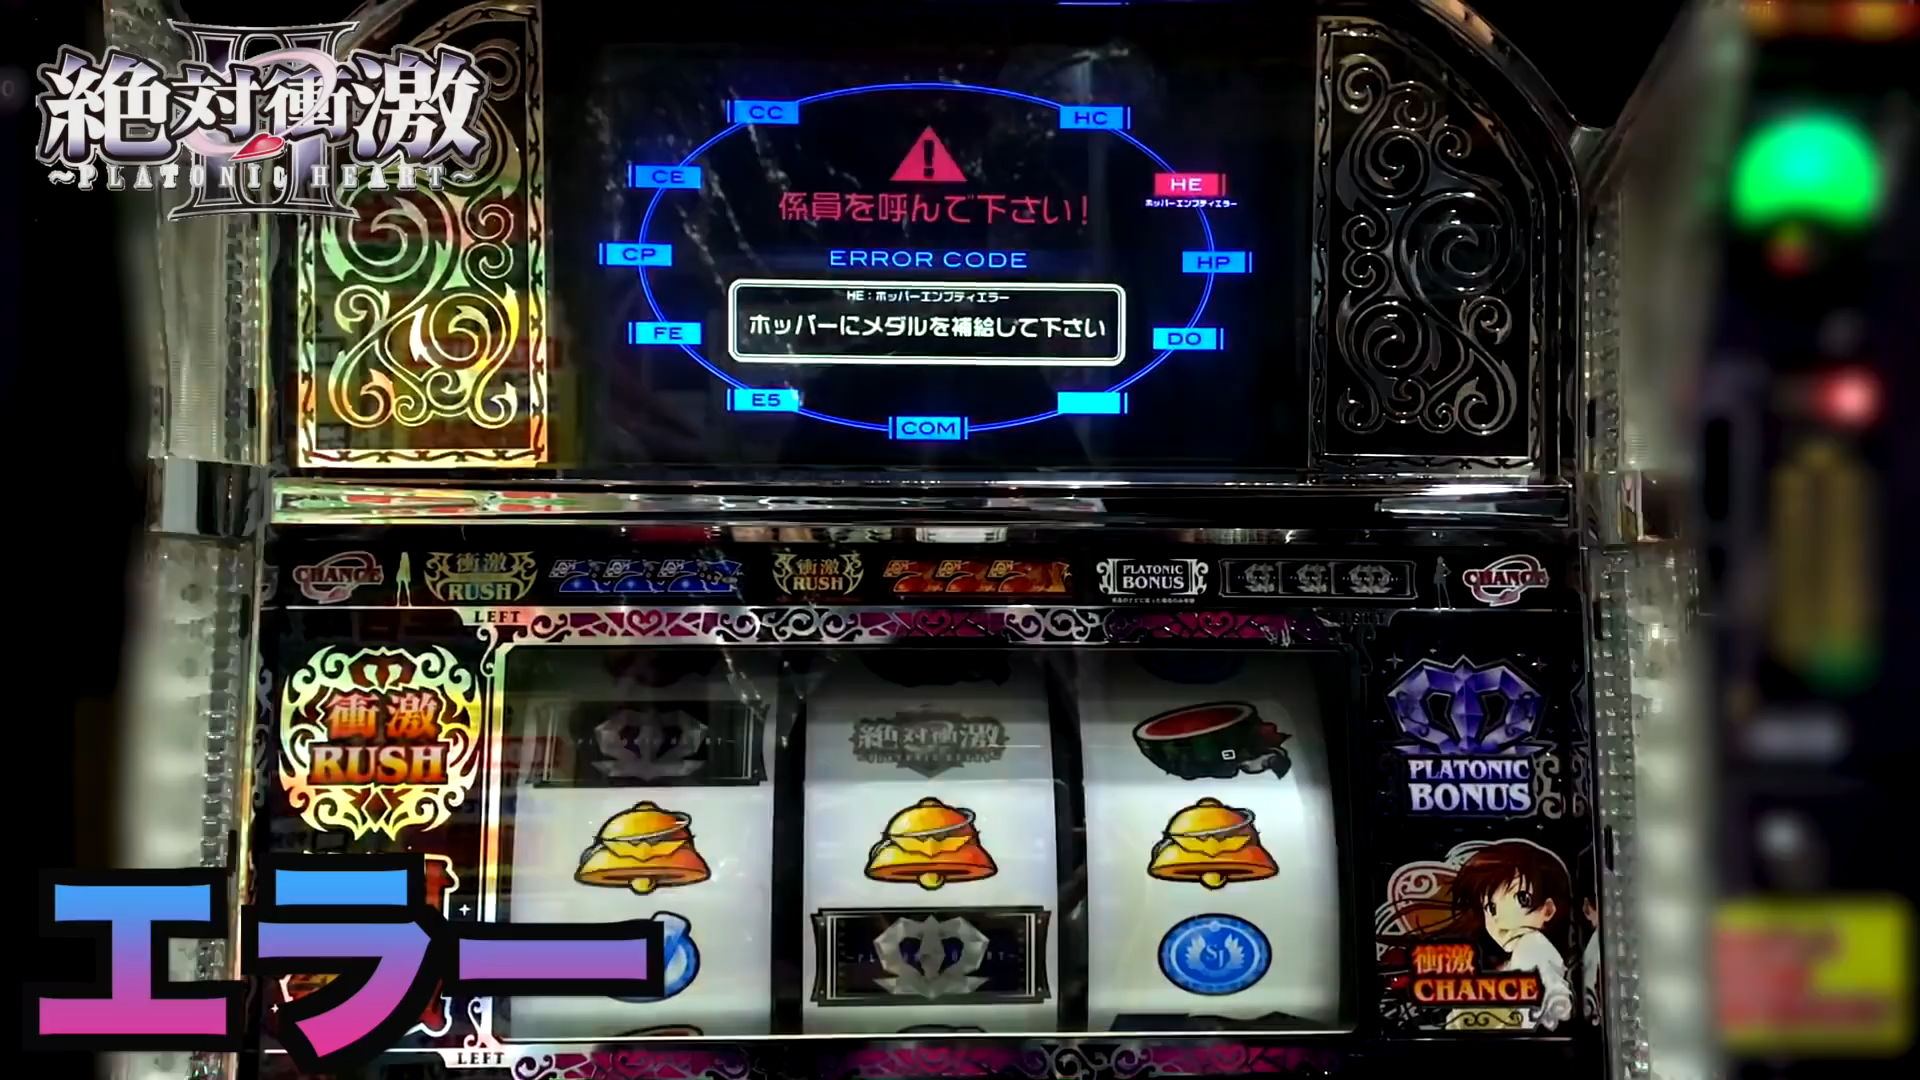 絶対衝激
II
~PLATONIC HEART~
CC
HC
CE
HE
ホッパーエンプティエラー
係員を呼んで下さい!
CP
ERROR CODE
HP
HE:ホッパーエンプティエラー
ホッパーにメダルを補給して下さい
FE
DO
E5
COM
CHANCE
衝激
RUSH
衝激
RUSH
PLATONIC
BONUS
CHANCE
LEFT
衝激
RUSH
絶対衝激
PLATONIC
BONUS
SJ
衝激
CHANCE
エラー
LEFT